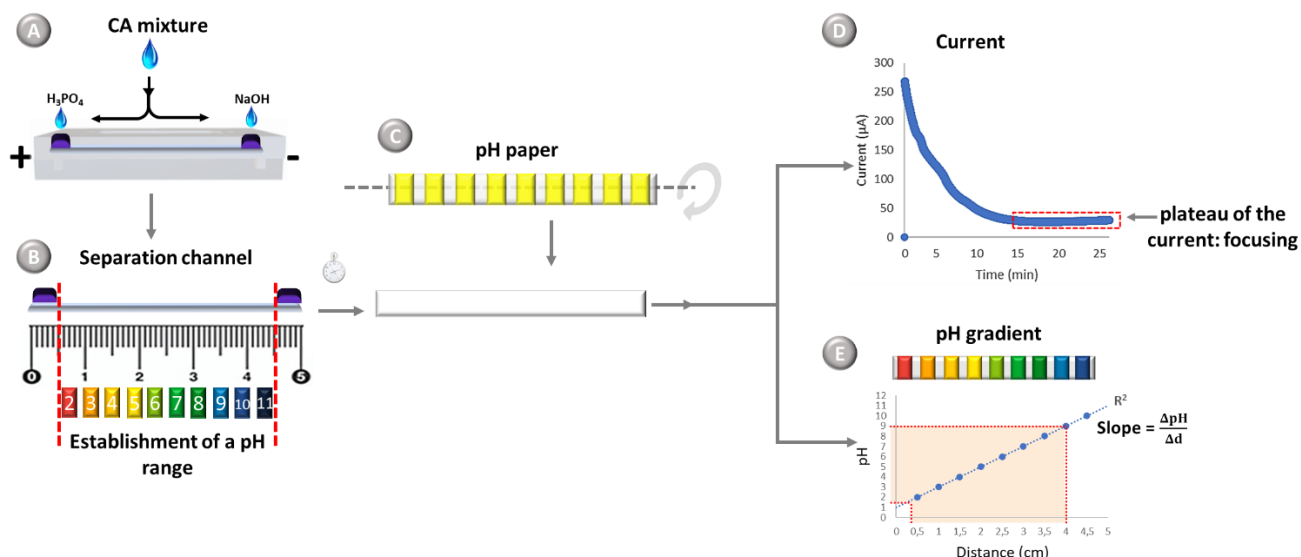 A
CA mixture
H₃PO₄
NaOH
+
-
B
Separation channel
0 1 2 3 4 5
2 3 4 5 6 7 8 9 10 11
Establishment of a pH
range
C
pH paper
D
Current
Current (µA)
300
250
200
150
100
50
0
0 5 10 15 20 25
Time (min)
plateau of the
current: focusing
E
pH gradient
pH
12
11
10
9
8
7
6
5
4
3
2
1
0
R²
Slope = ΔpH/Δd
0 0,5 1 1,5 2 2,5 3 3,5 4 4,5 5
Distance (cm)